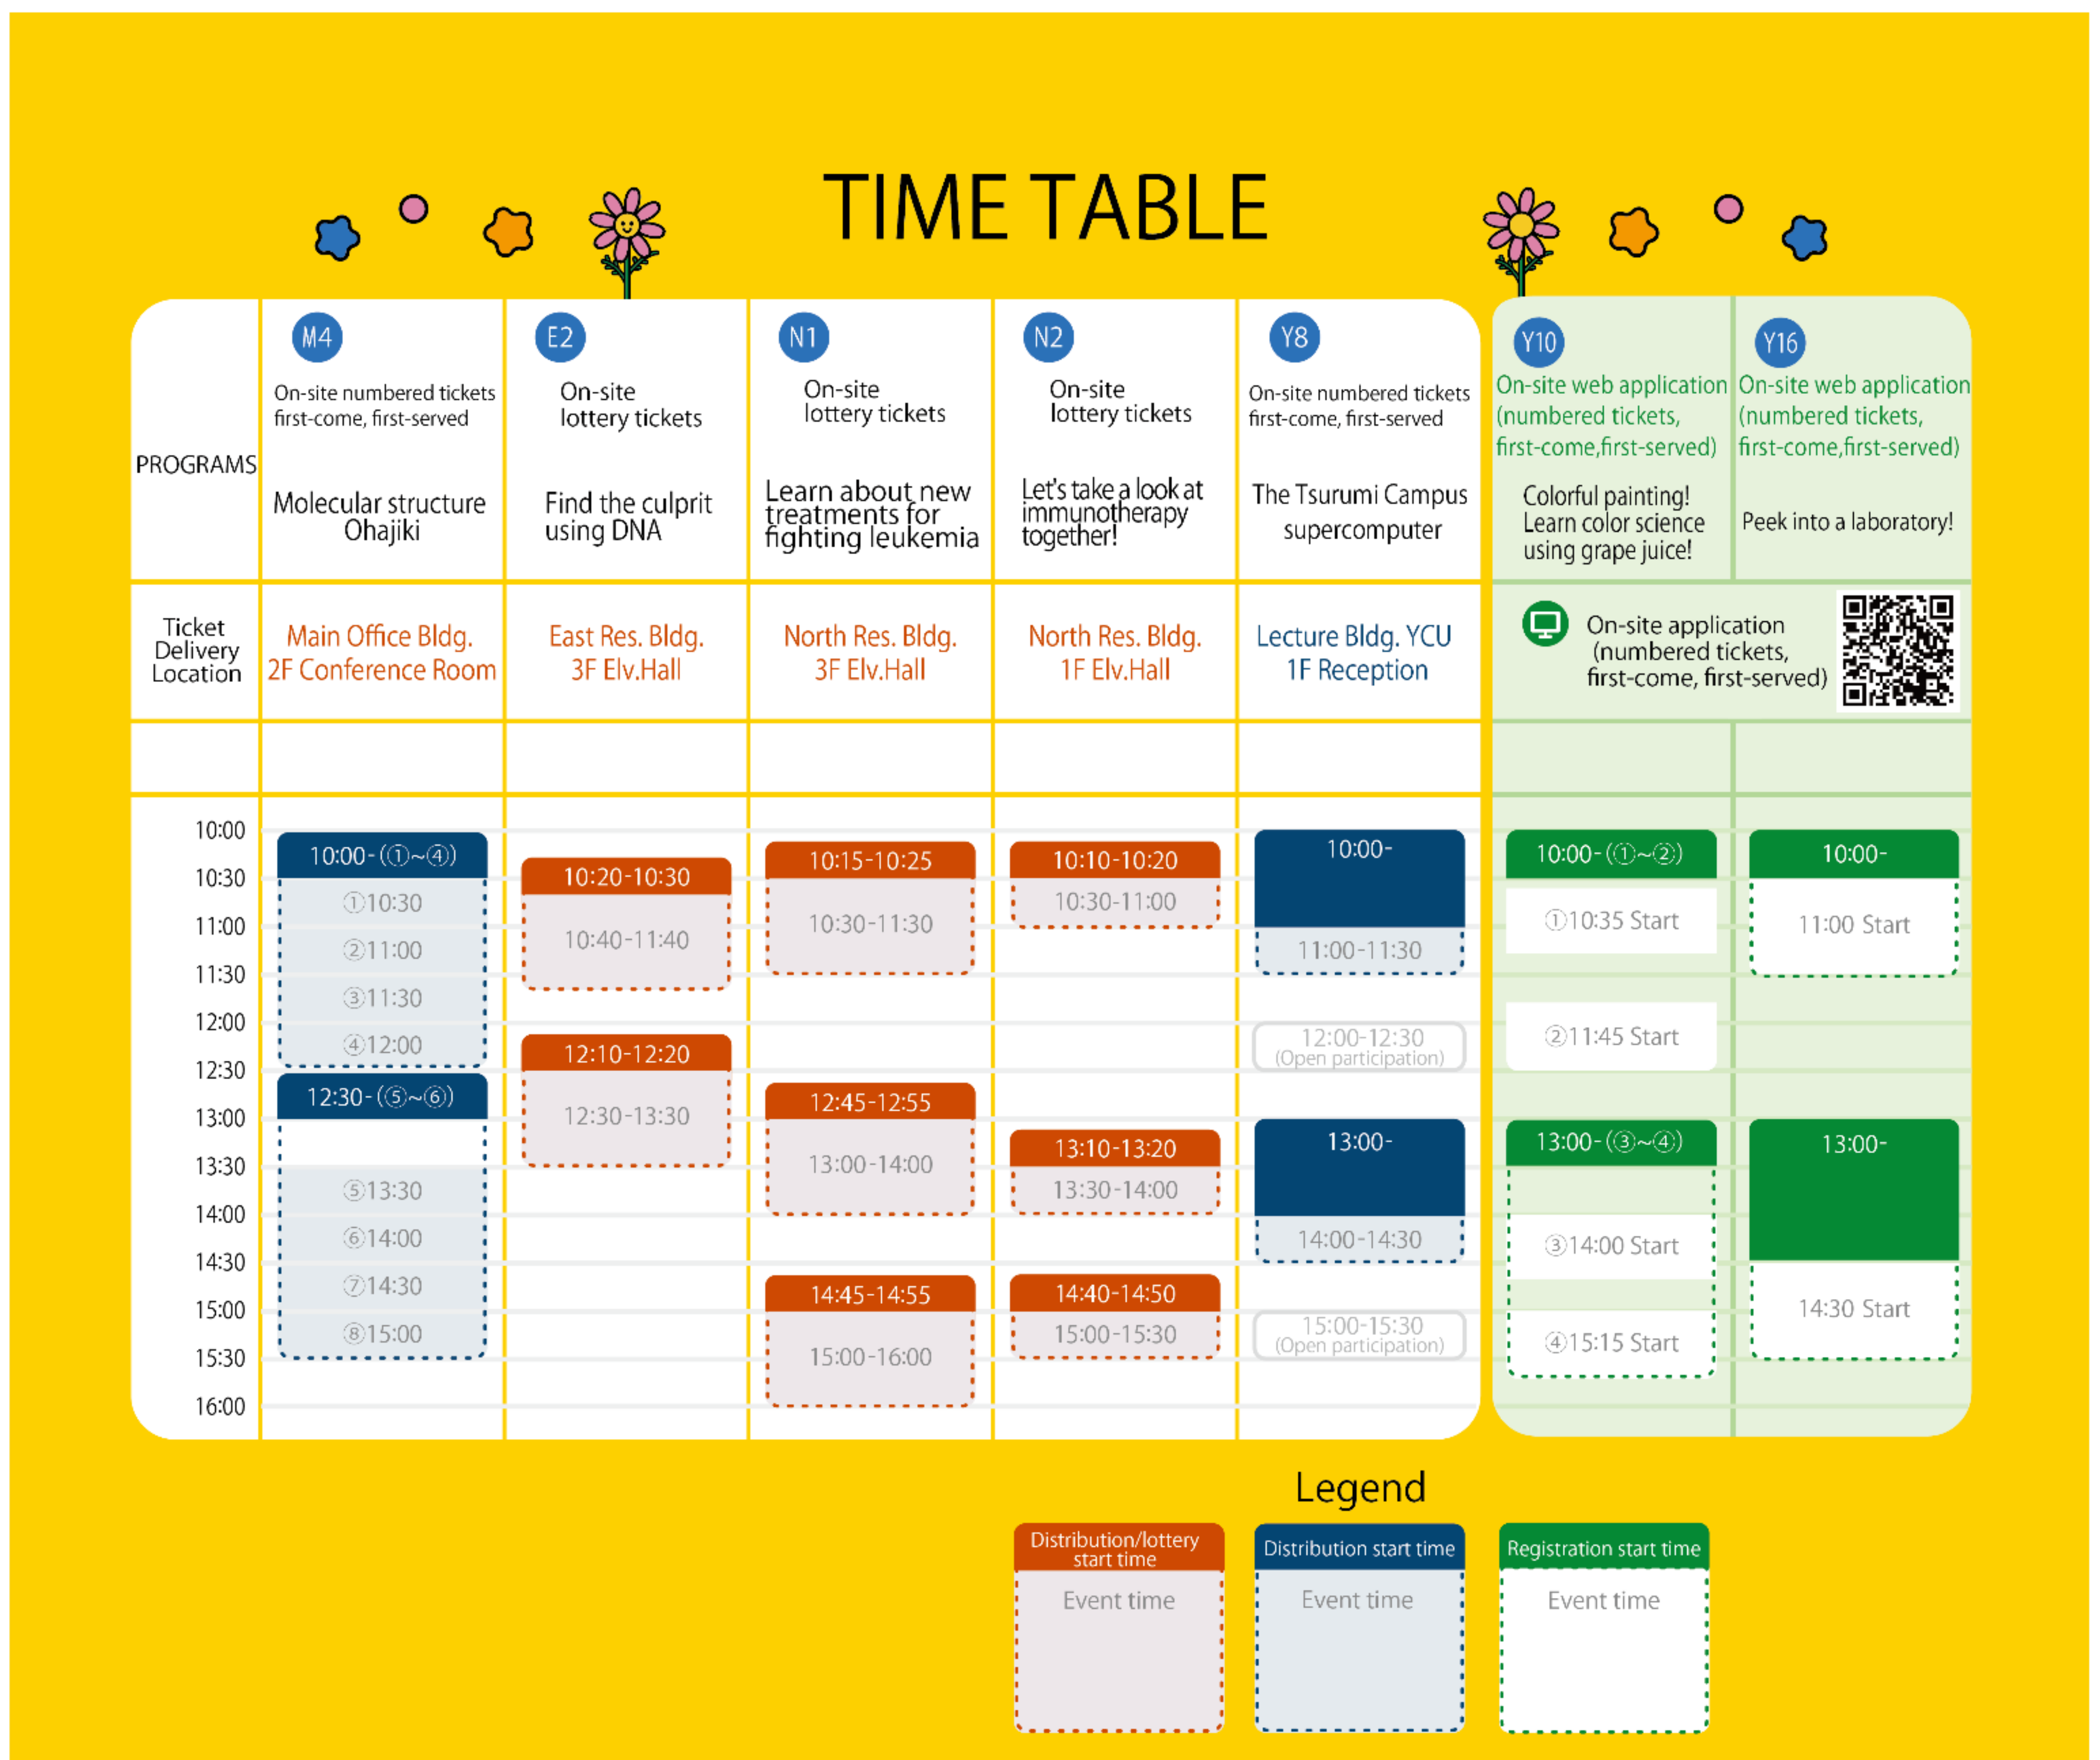 TIME TABLE
PROGRAMS
M4
On-site numbered tickets
first-come, first-served
Molecular structure
Ohajiki
E2
On-site
lottery tickets
Find the culprit
using DNA
N1
On-site
lottery tickets
Learn about new
treatments for
fighting leukemia
N2
On-site
lottery tickets
Let's take a look at
immunotherapy
together!
Y8
On-site numbered tickets
first-come, first-served
The Tsurumi Campus
supercomputer
Y10
On-site web application
(numbered tickets,
first-come,first-served)
Colorful painting!
Learn color science
using grape juice!
Y16
On-site web application
(numbered tickets,
first-come,first-served)
Peek into a laboratory!
Ticket
Delivery
Location
Main Office Bldg.
2F Conference Room
East Res. Bldg.
3F Elv.Hall
North Res. Bldg.
3F Elv.Hall
North Res. Bldg.
1F Elv.Hall
Lecture Bldg. YCU
1F Reception
On-site application
(numbered tickets,
first-come, first-served)
10:00
10:30
11:00
11:30
12:00
12:30
13:00
13:30
14:00
14:30
15:00
15:30
16:00
10:00-(①~④)
①10:30
②11:00
③11:30
④12:00
12:30-(⑤~⑥)
⑤13:30
⑥14:00
⑦14:30
⑧15:00
10:20-10:30
10:40-11:40
12:10-12:20
12:30-13:30
10:15-10:25
10:30-11:30
12:45-12:55
13:00-14:00
14:45-14:55
15:00-16:00
10:10-10:20
10:30-11:00
13:10-13:20
13:30-14:00
14:40-14:50
15:00-15:30
10:00-
11:00-11:30
12:00-12:30
(Open participation)
13:00-
14:00-14:30
15:00-15:30
(Open participation)
10:00-(①~②)
①10:35 Start
②11:45 Start
13:00-(③~④)
③14:00 Start
④15:15 Start
10:00-
11:00 Start
13:00-
14:30 Start
Legend
Distribution/lottery
start time
Event time
Distribution start time
Event time
Registration start time
Event time